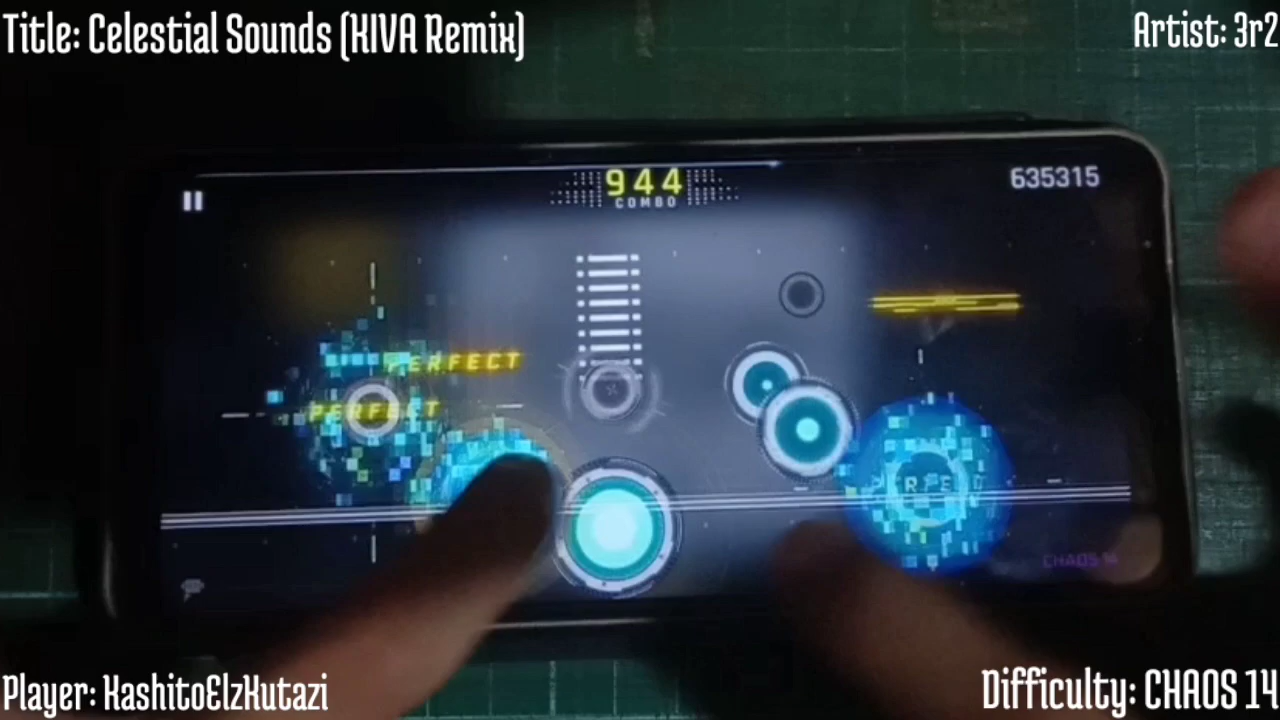 Title: Celestial Sounds (KIVA Remix)
Artist: 3r2
944
COMBO
635315
PERFECT
PERFECT
CHAOS 14
Player: KashitoElzKutazi
Difficulty: CHAOS 14